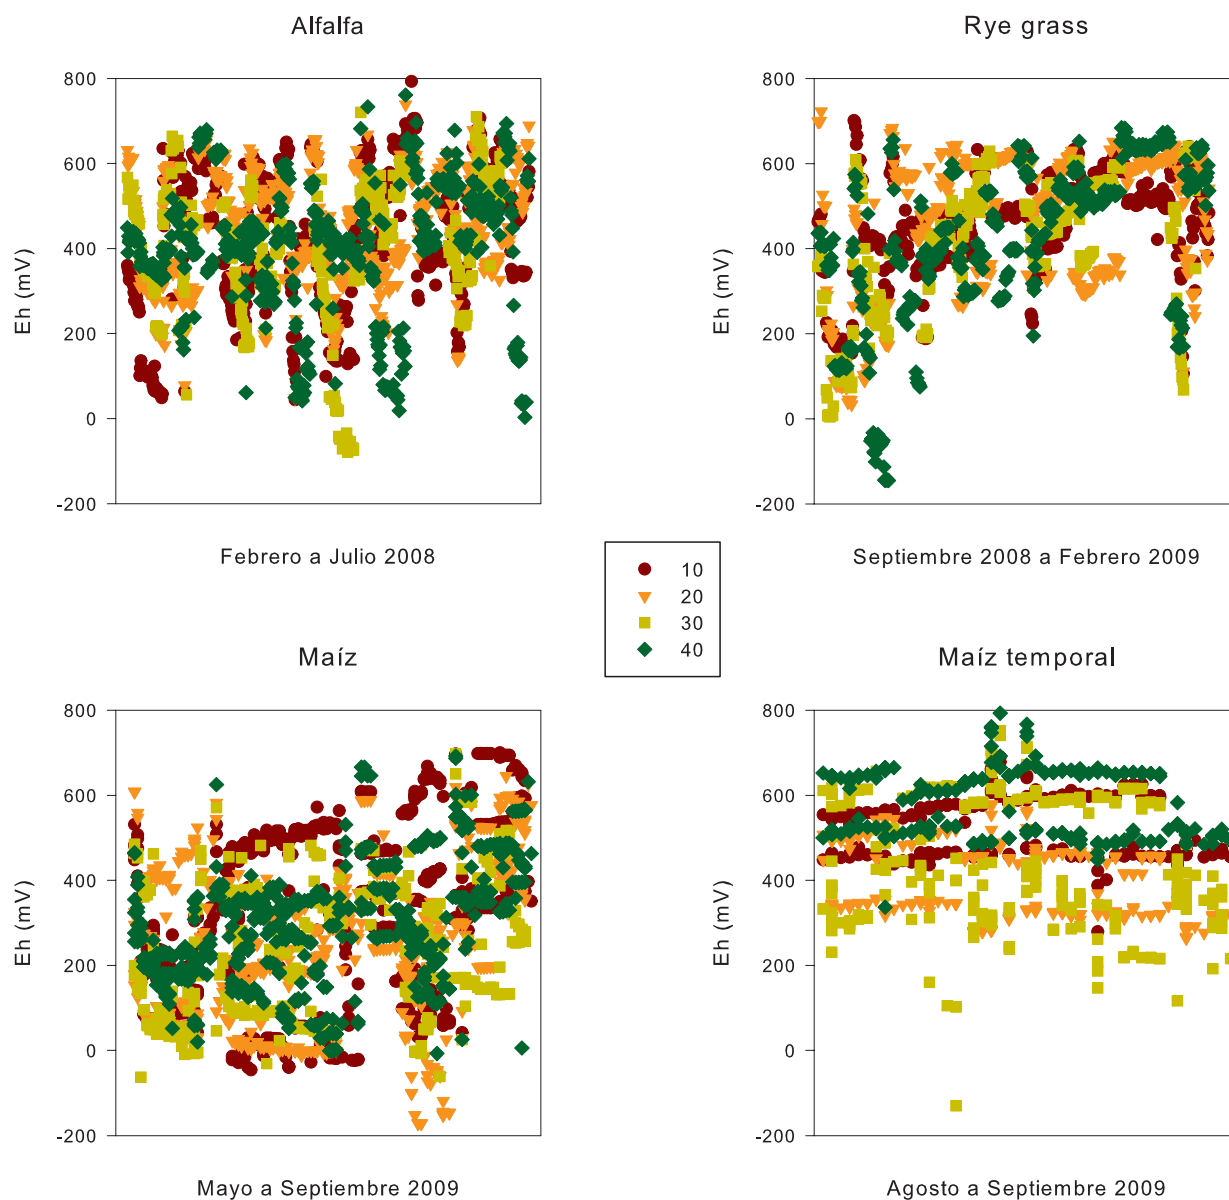 Alfalfa
800
600
400
200
0
-200
Eh (mV)
Febrero a Julio 2008
Rye grass
800
600
400
200
0
-200
Eh (mV)
Septiembre 2008 a Febrero 2009
10
20
30
40
Maíz
800
600
400
200
0
-200
Eh (mV)
Mayo a Septiembre 2009
Maíz temporal
800
600
400
200
0
-200
Eh (mV)
Agosto a Septiembre 2009